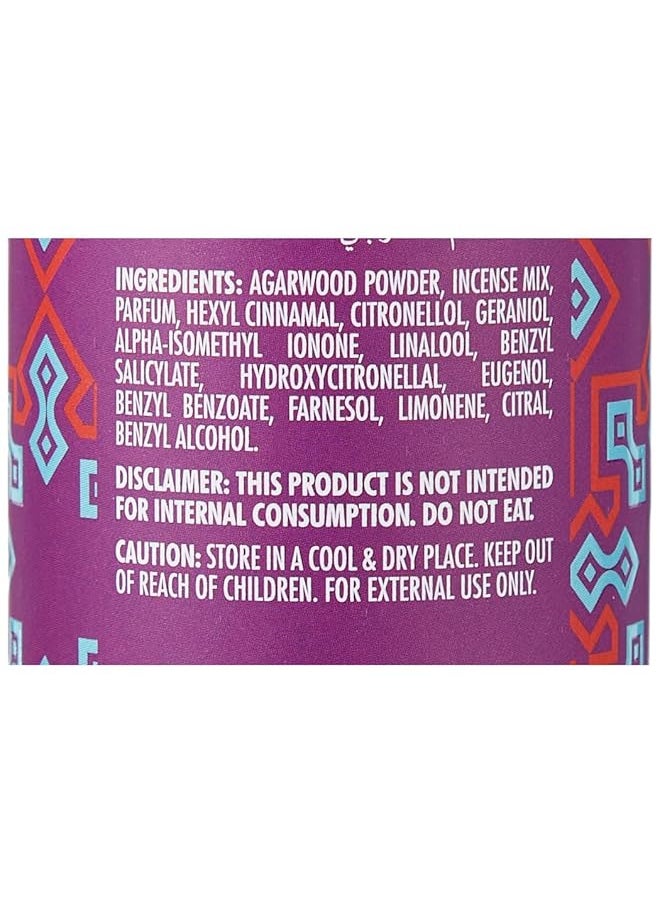 INGREDIENTS: AGARWOOD POWDER, INCENSE MIX,
PARFUM, HEXYL CINNAMAL, CITRONELLOL, GERANIOL,
ALPHA-ISOMETHYL IONONE, LINALOOL, BENZYL
SALICYLATE, HYDROXYCITRONELLAL, EUGENOL,
BENZYL BENZOATE, FARNESOL, LIMONENE, CITRAL,
BENZYL ALCOHOL.
DISCLAIMER: THIS PRODUCT IS NOT INTENDED
FOR INTERNAL CONSUMPTION. DO NOT EAT.
CAUTION: STORE IN A COOL & DRY PLACE. KEEP OUT
OF REACH OF CHILDREN. FOR EXTERNAL USE ONLY.